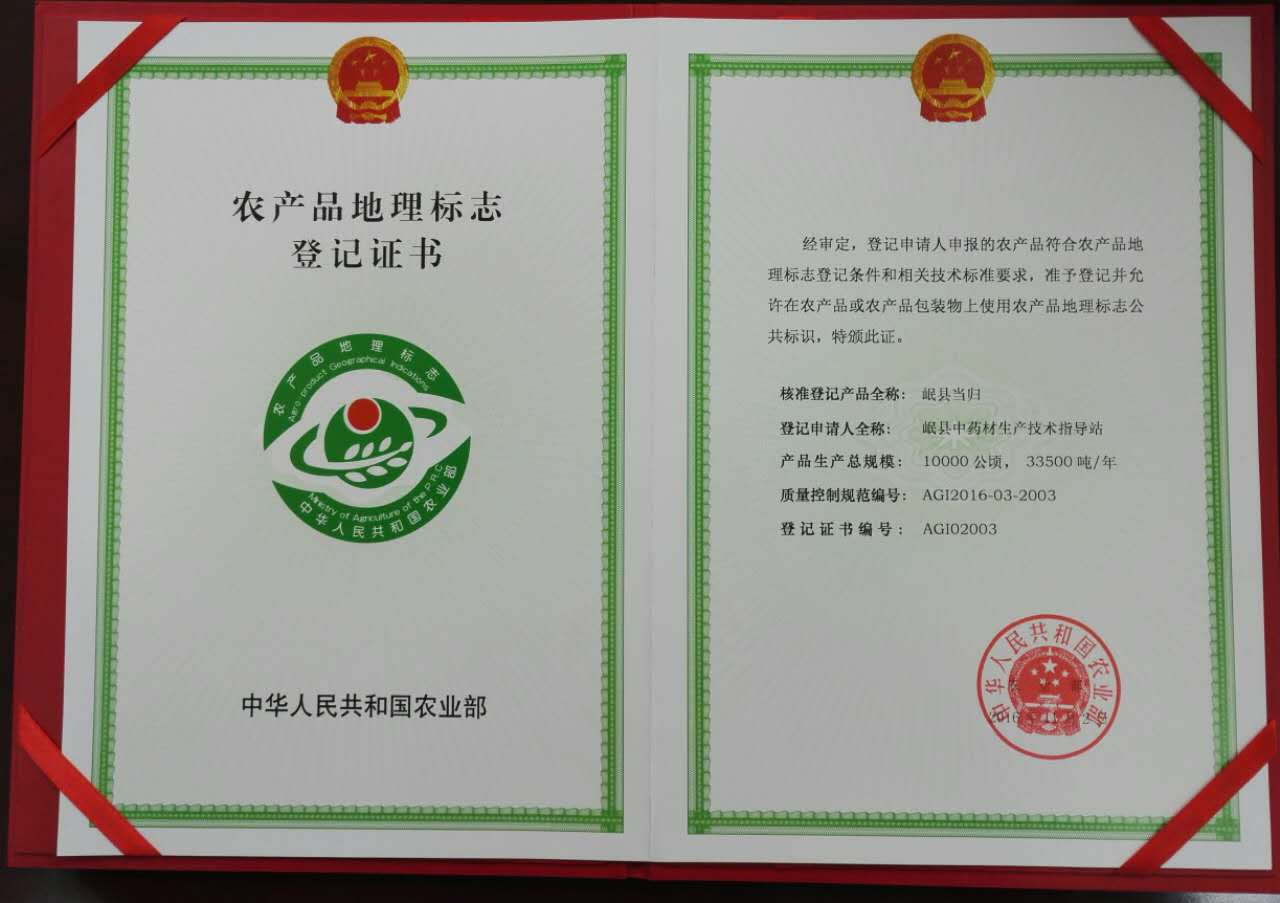 农产品地理标志
登记证书
农产品地理标志
Agro-product Geographical Indications
Ministry of Agriculture of the P.R.C
中华人民共和国农业部
中华人民共和国农业部
经审定，登记申请人申报的农产品符合农产品地
理标志登记条件和相关技术标准要求，准予登记并允
许在农产品或农产品包装物上使用农产品地理标志公
共标识，特颁此证。
核准登记产品全称： 岷县当归
登记申请人全称： 岷县中药材生产技术指导站
产品生产总规模： 10000 公顷， 33500 吨/年
质量控制规范编号： AGI2016-03-2003
登记证书编号： AGI02003
中华人民共和国农业部